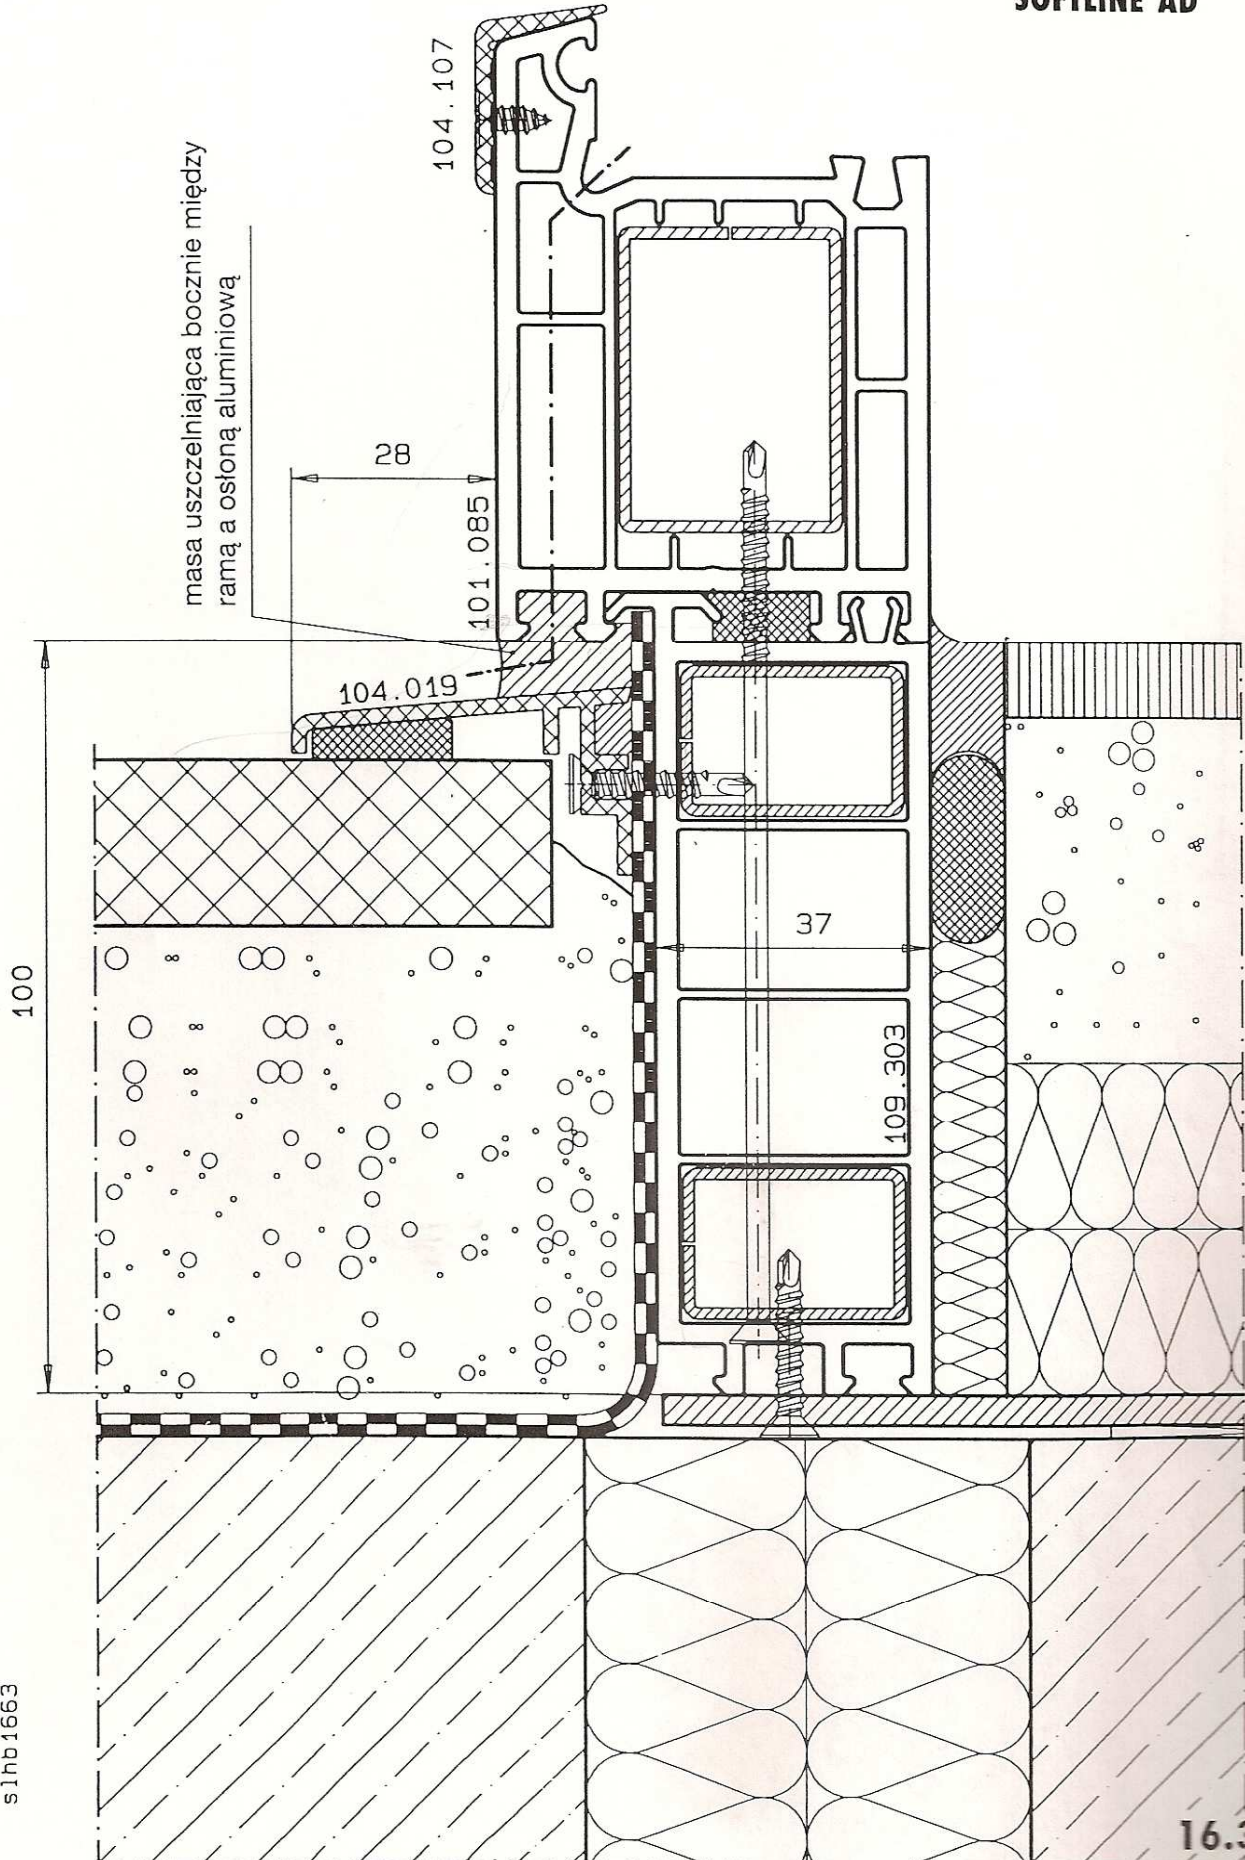 SOFTLINE AD
104.107
masa uszczelniająca bocznie między
ramą a osłoną aluminiową
28
101.085
104.019
100
37
109.303
slhb1663